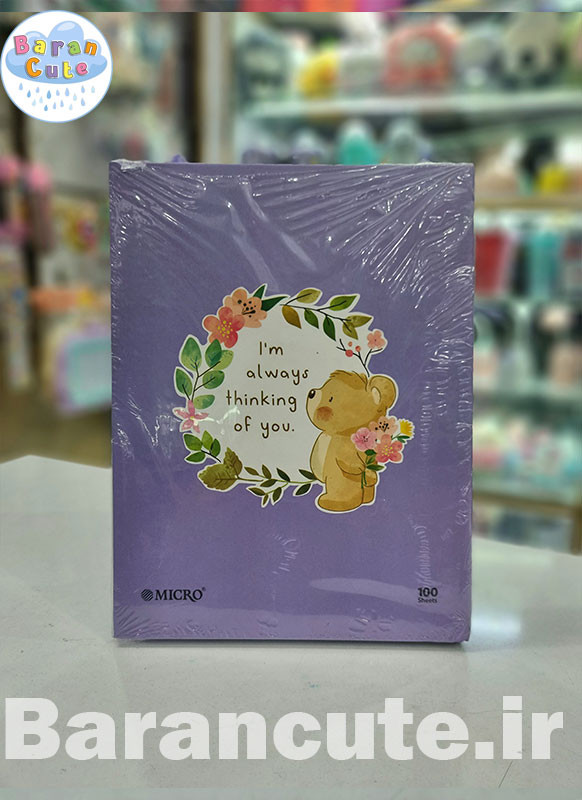 Baran
Cute
I'm
always
thinking
of you.
MICRO®
100
Sheets
Barancute.ir